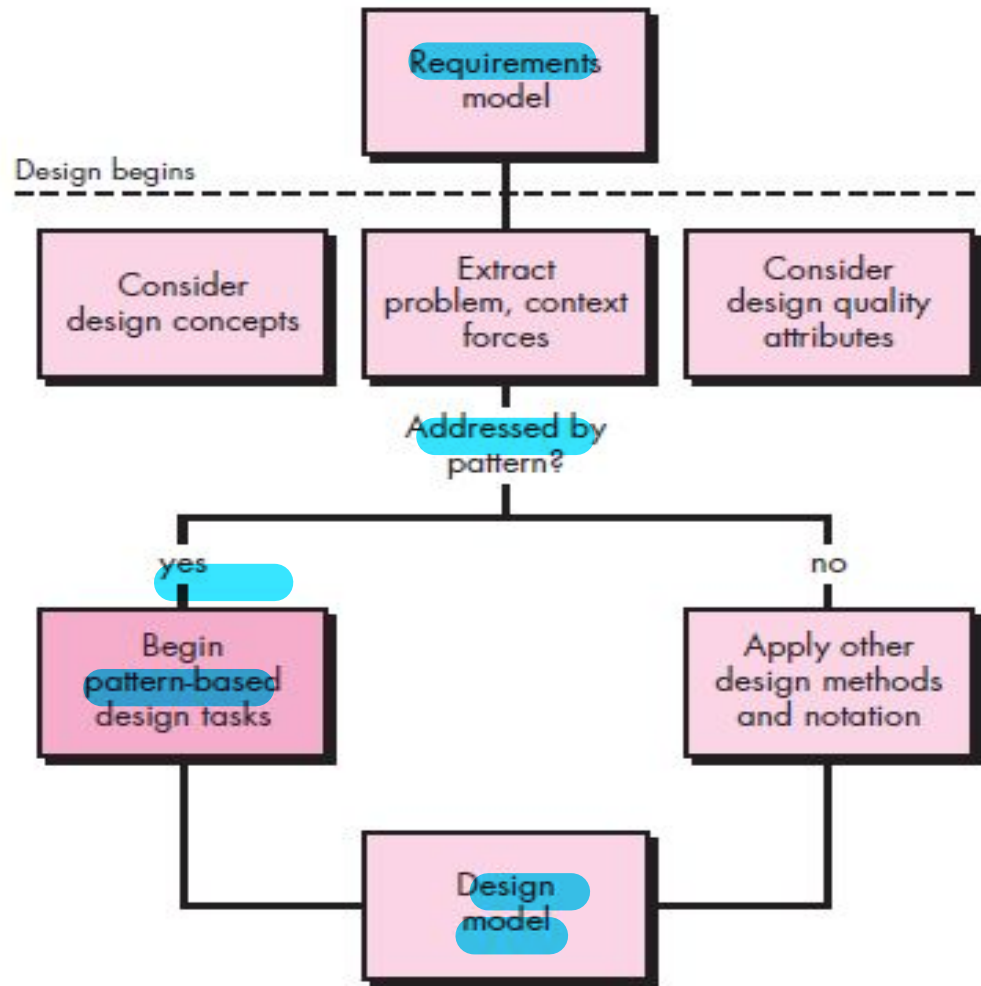 Requirements
model
Design begins
Consider
design concepts
Extract
problem, context
forces
Consider
design quality
attributes
Addressed by
pattern?
yes
no
Begin
pattern-based
design tasks
Apply other
design methods
and notation
Design
model